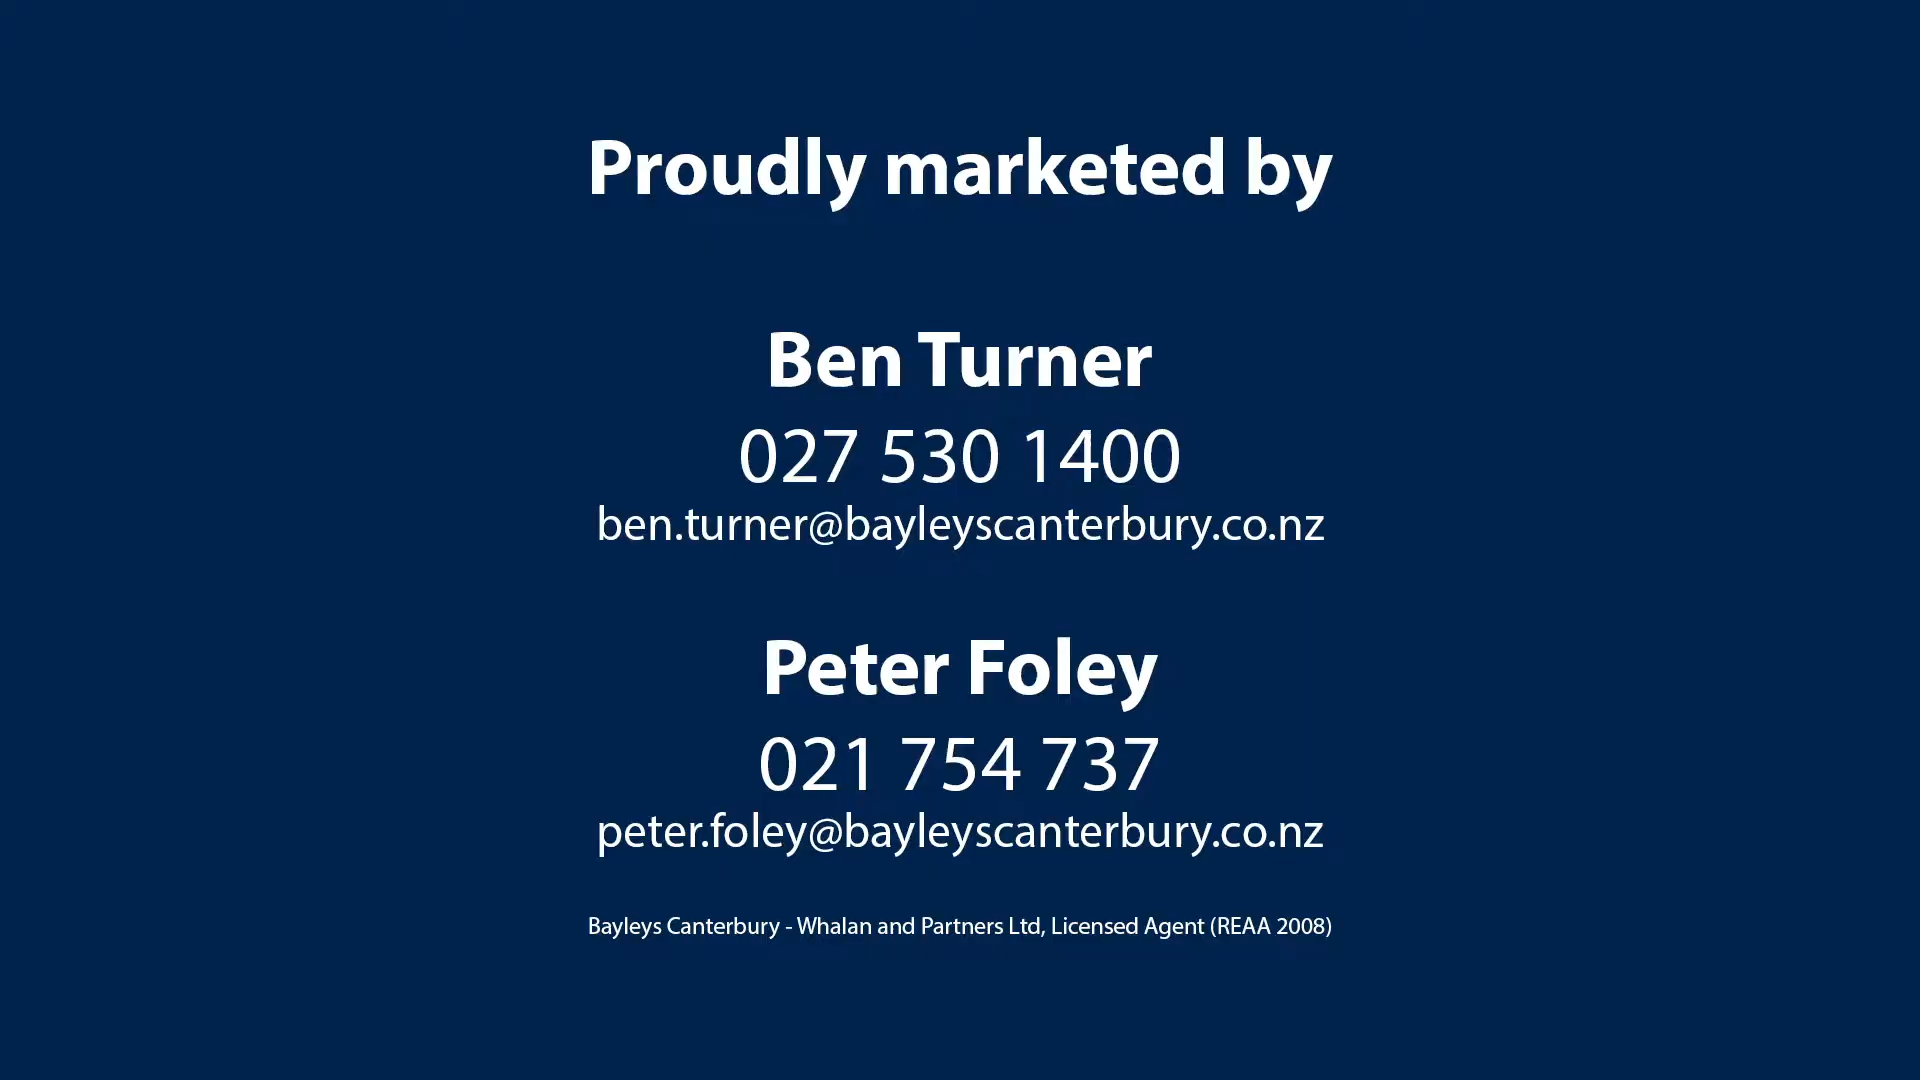 Proudly marketed by
Ben Turner
027 530 1400
ben.turner@bayleyscanterbury.co.nz
Peter Foley
021 754 737
peter.foley@bayleyscanterbury.co.nz
Bayleys Canterbury - Whalan and Partners Ltd, Licensed Agent (REAA 2008)